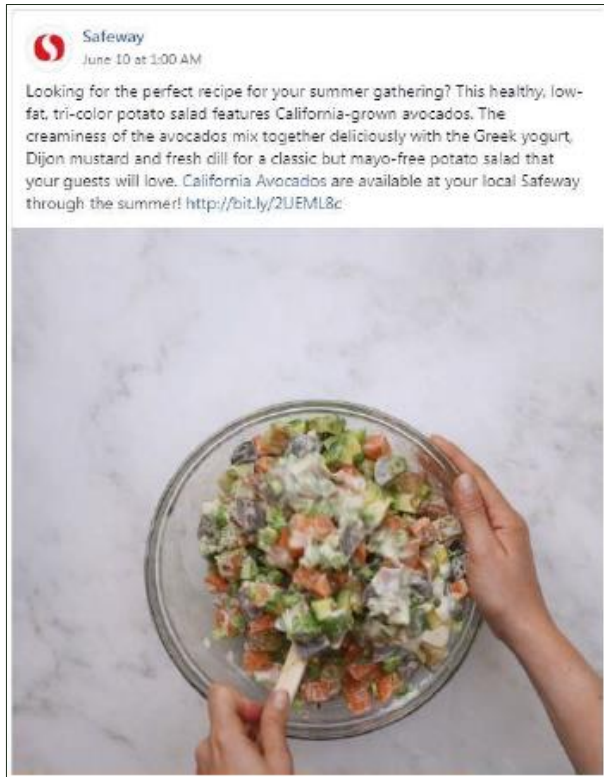 Safeway
June 10 at 1:00 AM
Looking for the perfect recipe for your summer gathering? This healthy, low-
fat, tri-color potato salad features California-grown avocados. The
creaminess of the avocados mix together deliciously with the Greek yogurt,
Dijon mustard and fresh dill for a classic but mayo-free potato salad that
your guests will love. California Avocados are available at your local Safeway
through the summer! http://bit.ly/2UEML8c